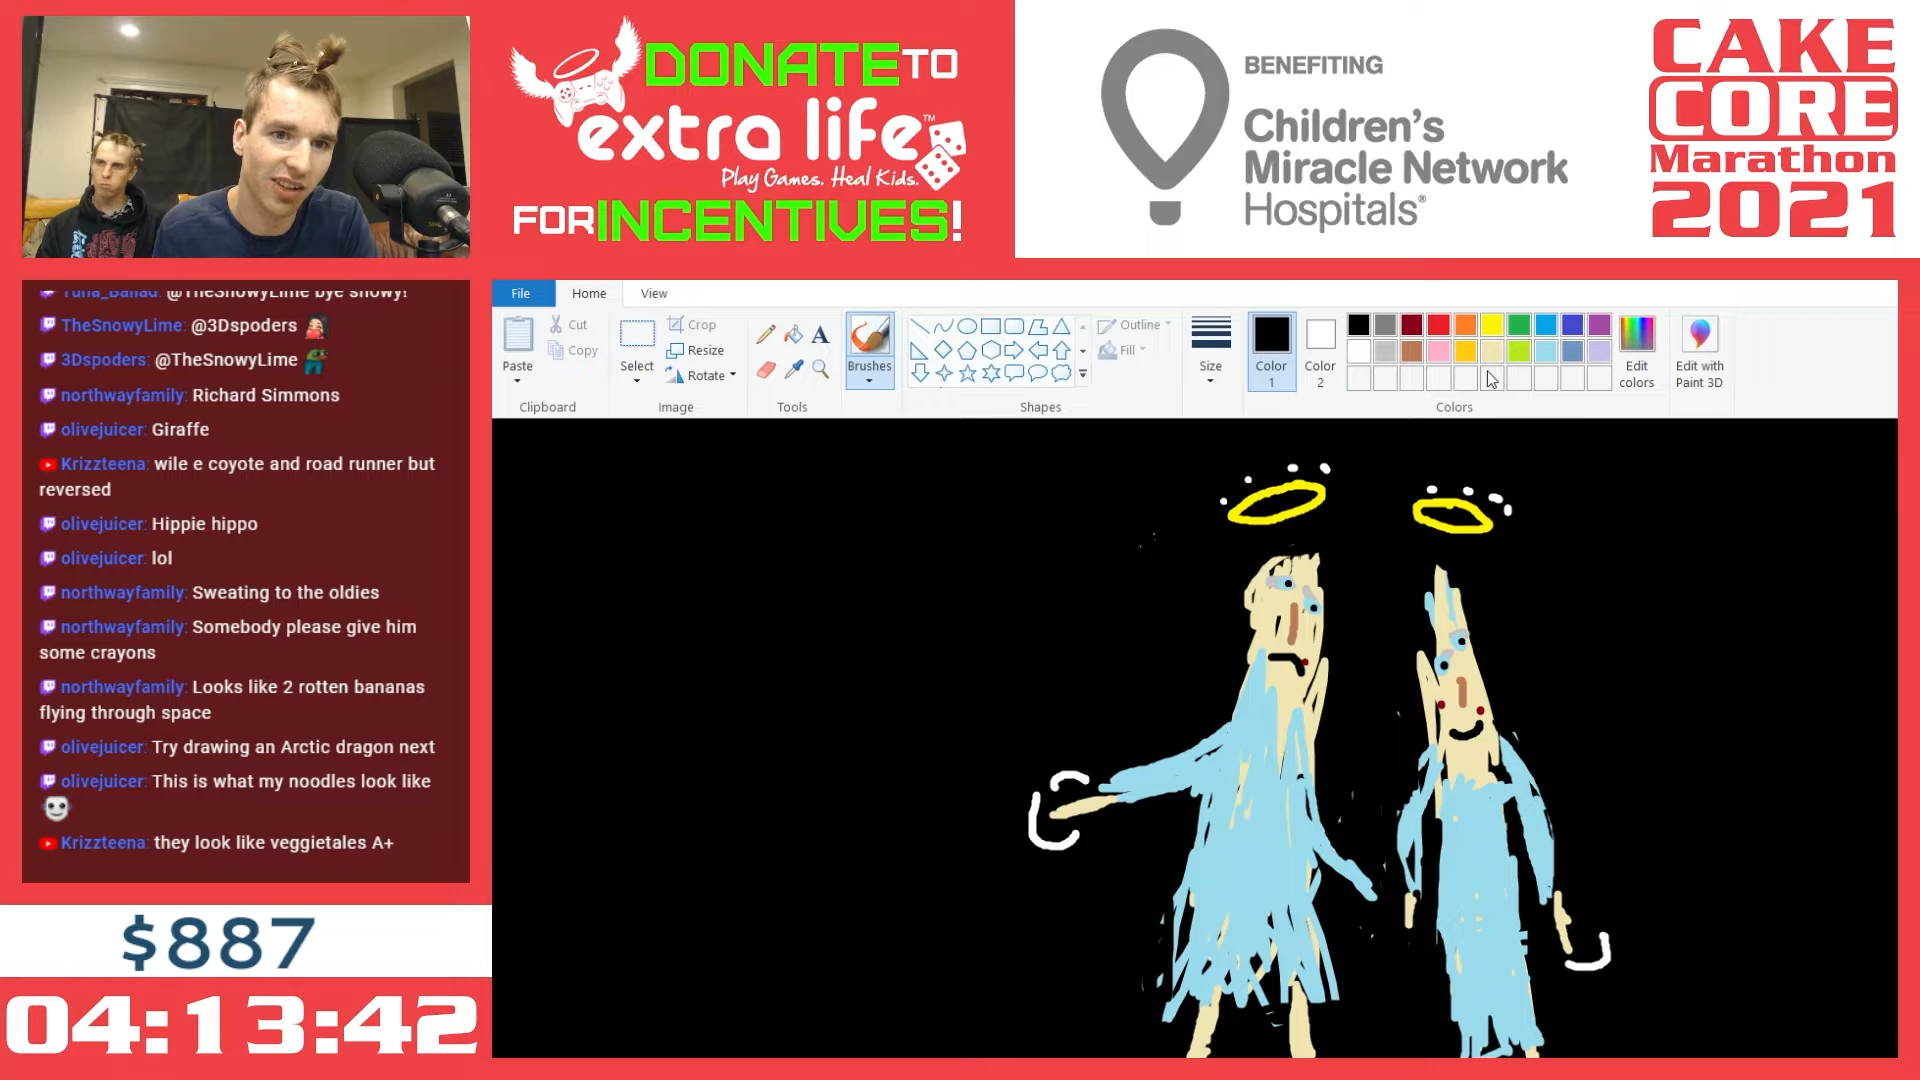 DONATE TO
extra life™
Play Games. Heal Kids.
FOR INCENTIVES!
BENEFITING
Children's
Miracle Network
Hospitals®
CAKE
CORE
Marathon
2021
Tuna_Ballad: @TheSnowyLime bye snowy!
TheSnowyLime: @3Dspoders
3Dspoders: @TheSnowyLime
northwayfamily: Richard Simmons
olivejuicer: Giraffe
Krizzteena: wile e coyote and road runner but
reversed
olivejuicer: Hippie hippo
olivejuicer: lol
northwayfamily: Sweating to the oldies
northwayfamily: Somebody please give him
some crayons
northwayfamily: Looks like 2 rotten bananas
flying through space
olivejuicer: Try drawing an Arctic dragon next
olivejuicer: This is what my noodles look like
Krizzteena: they look like veggietales A+
$887
04:13:42
File Home View
Paste
Cut
Copy
Clipboard
Select
Crop
Resize
Rotate
Image
A
Tools
Brushes
Outline
Fill
Shapes
Size
Color
1
Color
2
Edit
colors
Colors
Edit with
Paint 3D